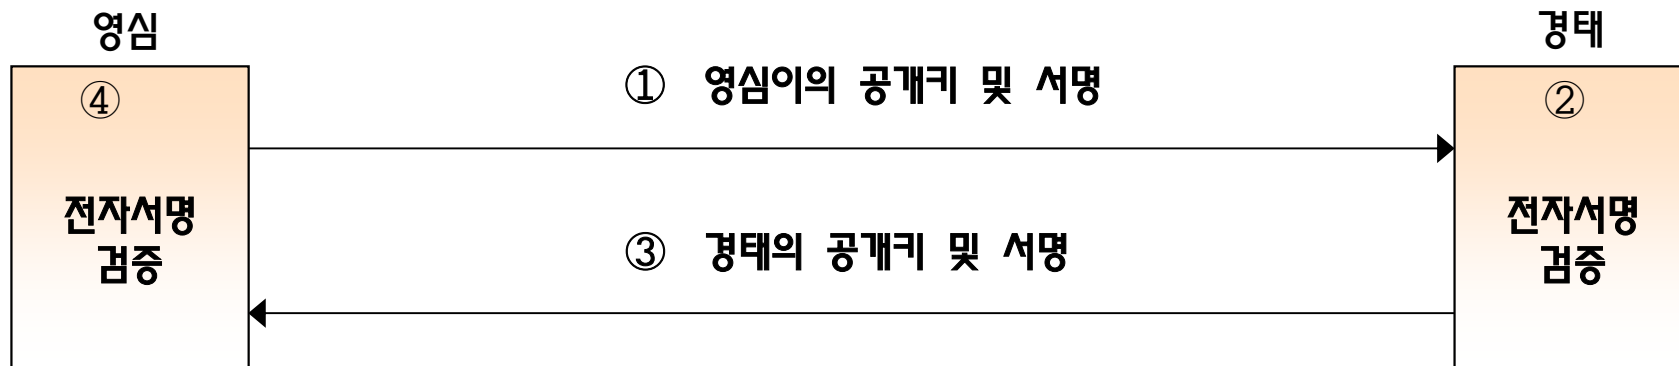 영심
경태
① 영심이의 공개키 및 서명
④
②
전자서명
검증
전자서명
검증
③ 경태의 공개키 및 서명